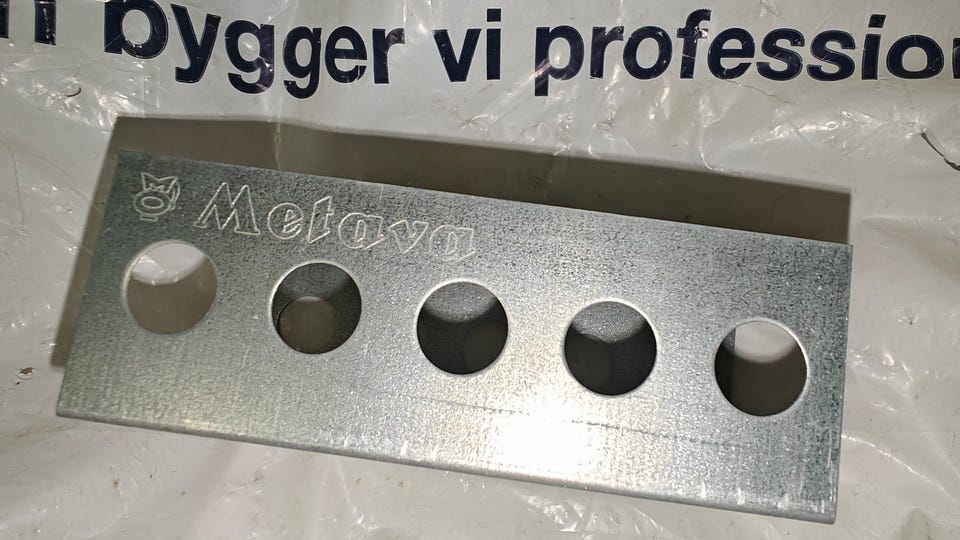 bygger vi profession
Metava